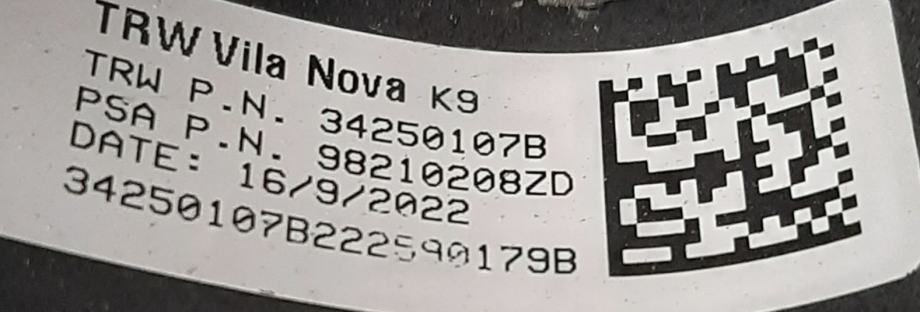 TRW Vila Nova K9
TRW P.N. 34250107B
PSA P.N. 98210208ZD
DATE: 16/9/2022
34250107B222590179B